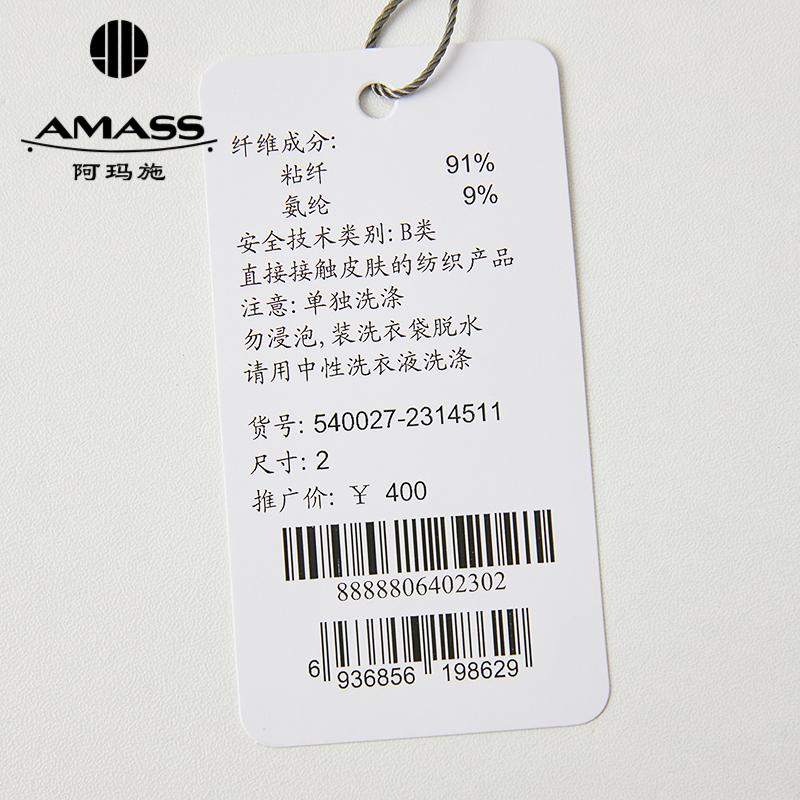 AMASS
阿玛施
纤维成分:
粘纤 91%
氨纶 9%
安全技术类别: B类
直接接触皮肤的纺织产品
注意: 单独洗涤
勿浸泡, 装洗衣袋脱水
请用中性洗衣液洗涤
货号: 540027-2314511
尺寸: 2
推广价: ￥ 400
8888806402302
6 936856 198629